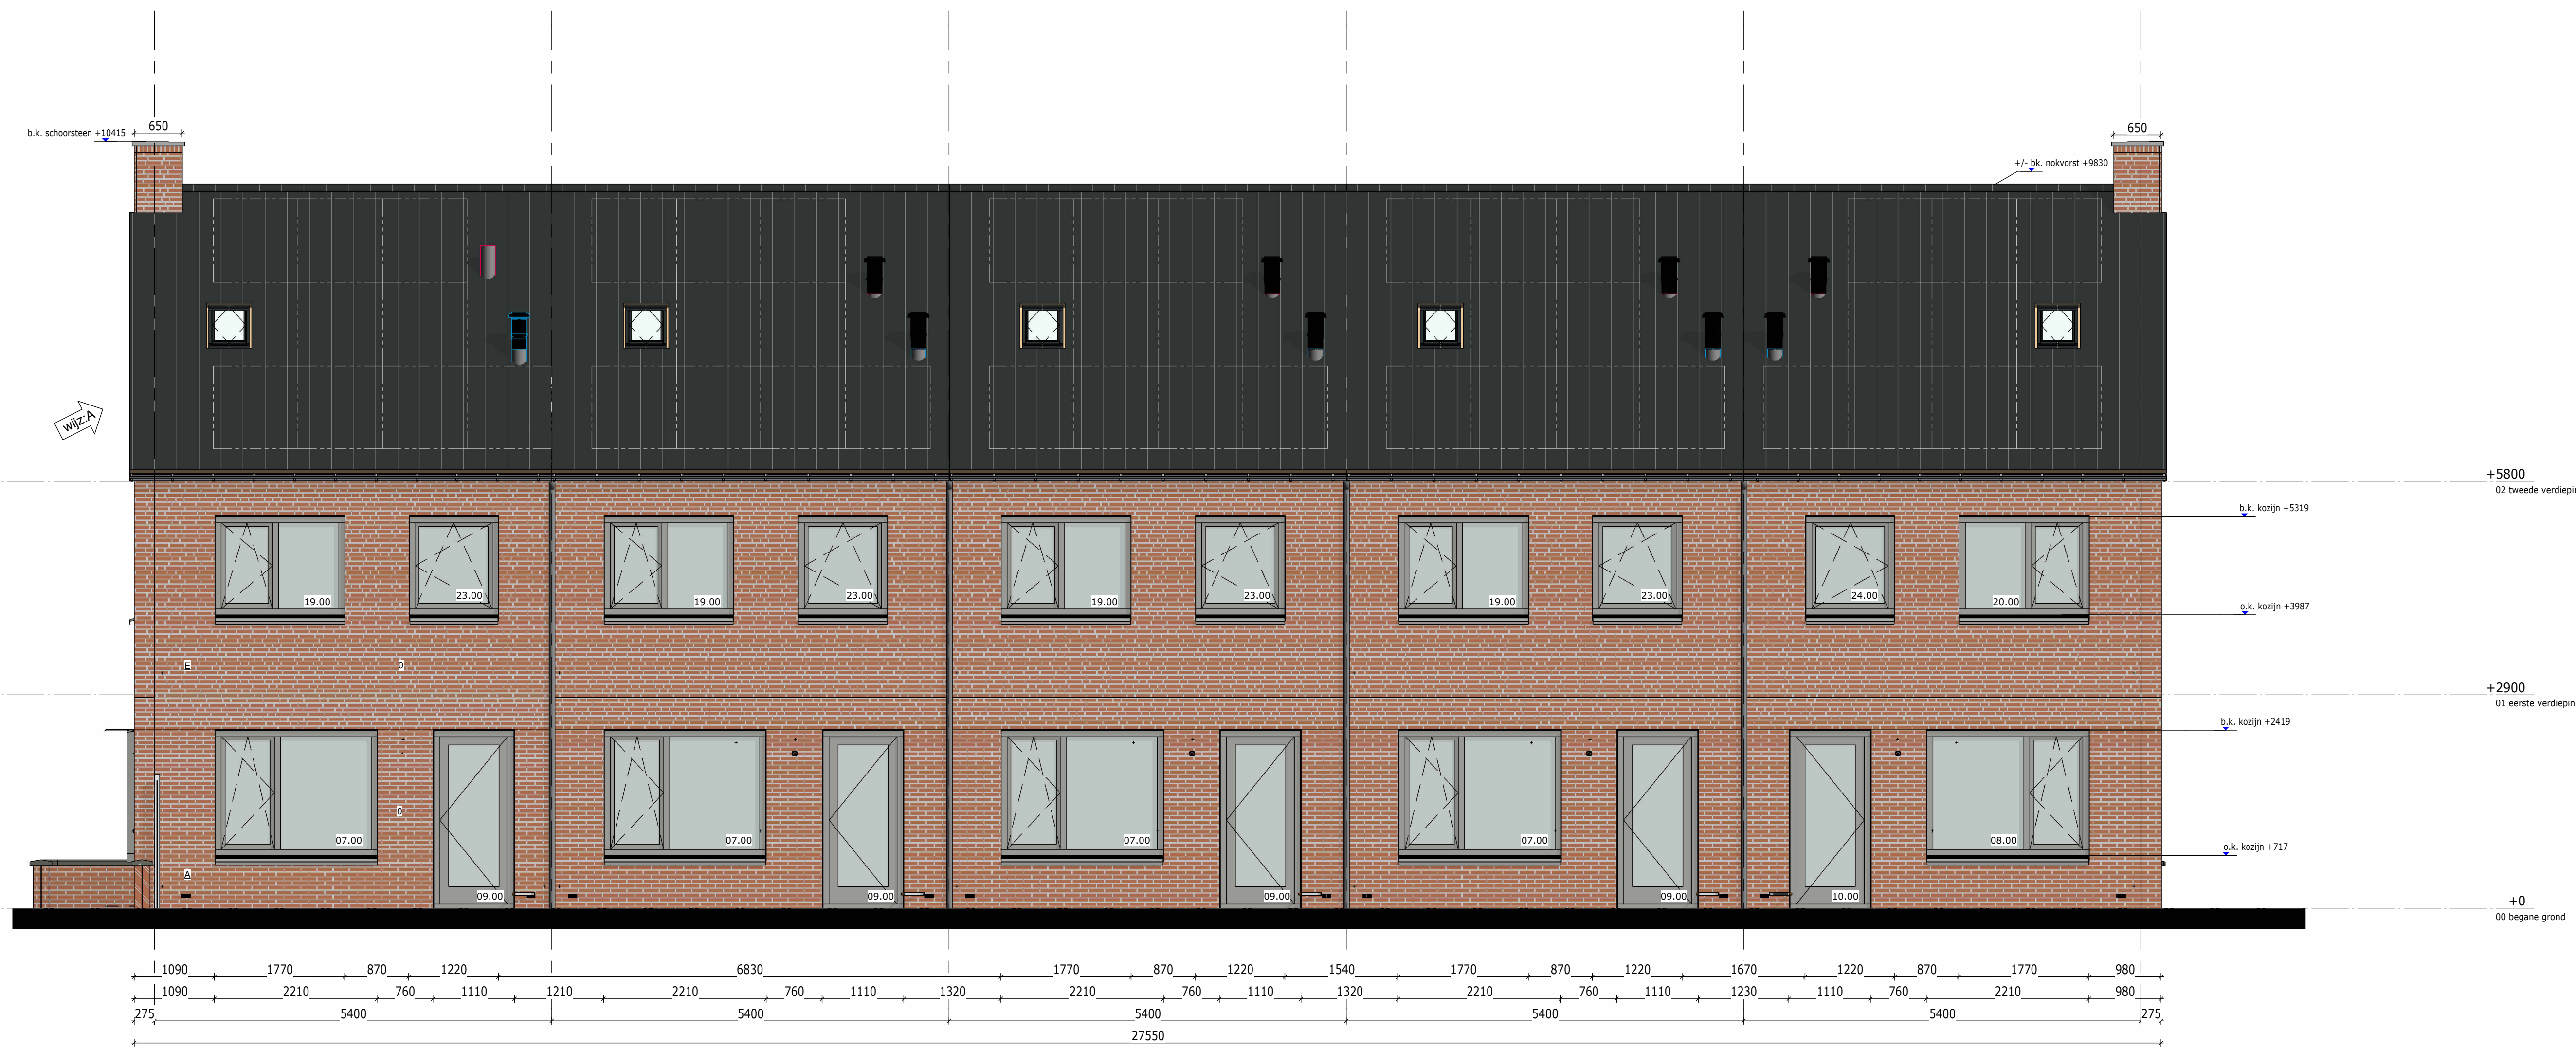 650
b.k. schoorsteen +10415
650
+/- bk. nokvorst +9830
wijz:A
+5800
02 tweede verdiepin
b.k. kozijn +5319
19.00 23.00 19.00 23.00 19.00 23.00 19.00 23.00 24.00 20.00
o.k. kozijn +3987
E 0
+2900
01 eerste verdiepin
b.k. kozijn +2419
0
07.00 07.00 07.00 07.00 08.00
o.k. kozijn +717
A
09.00 09.00 09.00 09.00 10.00
+0
00 begane grond
1090 1770 870 1220 6830 1770 870 1220 1540 1770 870 1220 1670 1220 870 1770 980
1090 2210 760 1110 1210 2210 760 1110 1320 2210 760 1110 1320 2210 760 1110 1230 1110 760 2210 980
275 5400 5400 5400 5400 5400 275
27550